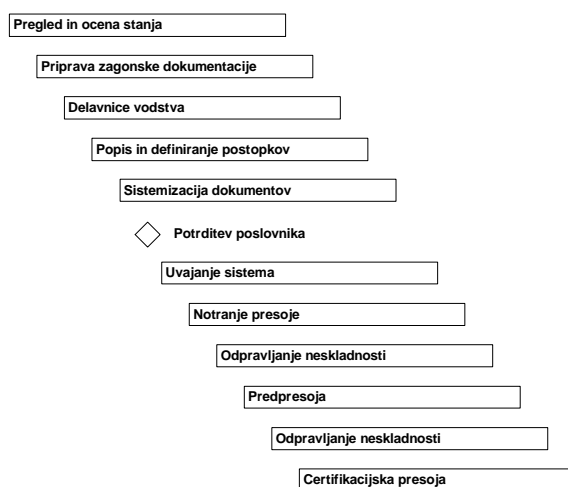 Pregled in ocena stanja
Priprava zagonske dokumentacije
Delavnice vodstva
Popis in definiranje postopkov
Sistemizacija dokumentov
Potrditev poslovnika
Uvajanje sistema
Notranje presoje
Odpravljanje neskladnosti
Predpresoja
Odpravljanje neskladnosti
Certifikacijska presoja